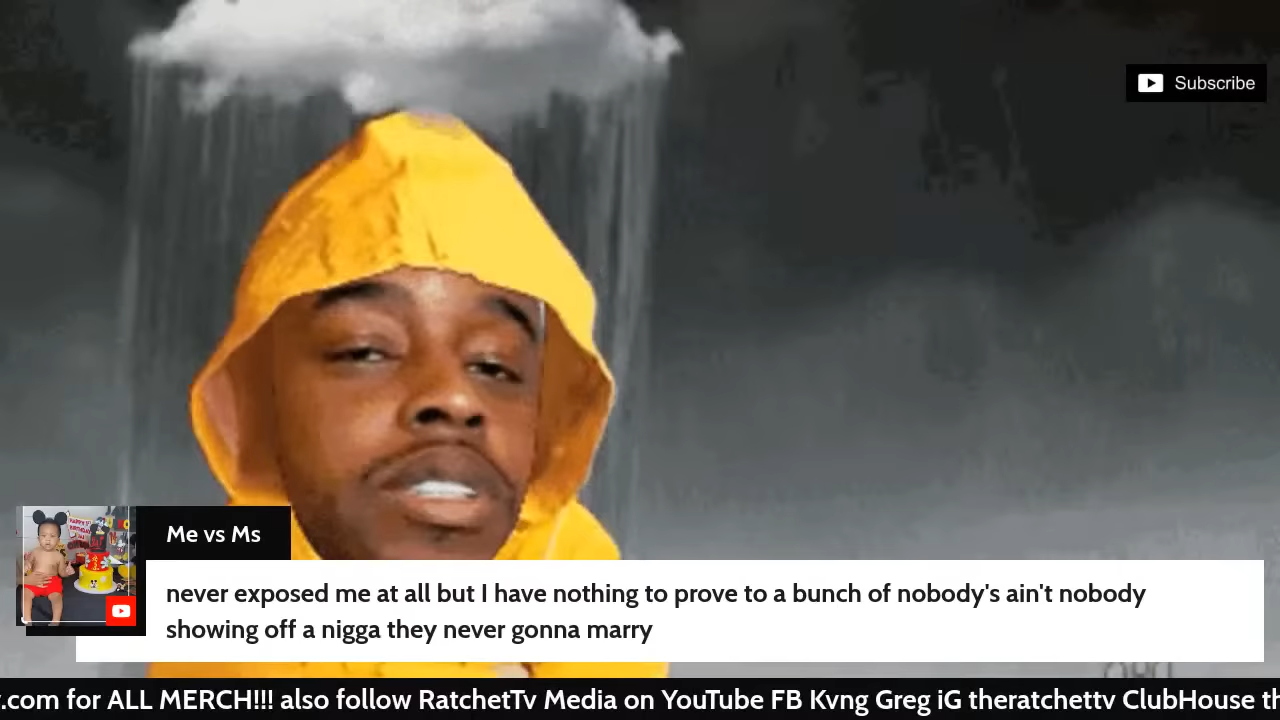 Subscribe
Me vs Ms
never exposed me at all but I have nothing to prove to a bunch of nobody's ain't nobody
showing off a nigga they never gonna marry
.com for ALL MERCH!!! also follow RatchetTv Media on YouTube FB Kvng Greg iG theratchettv ClubHouse th